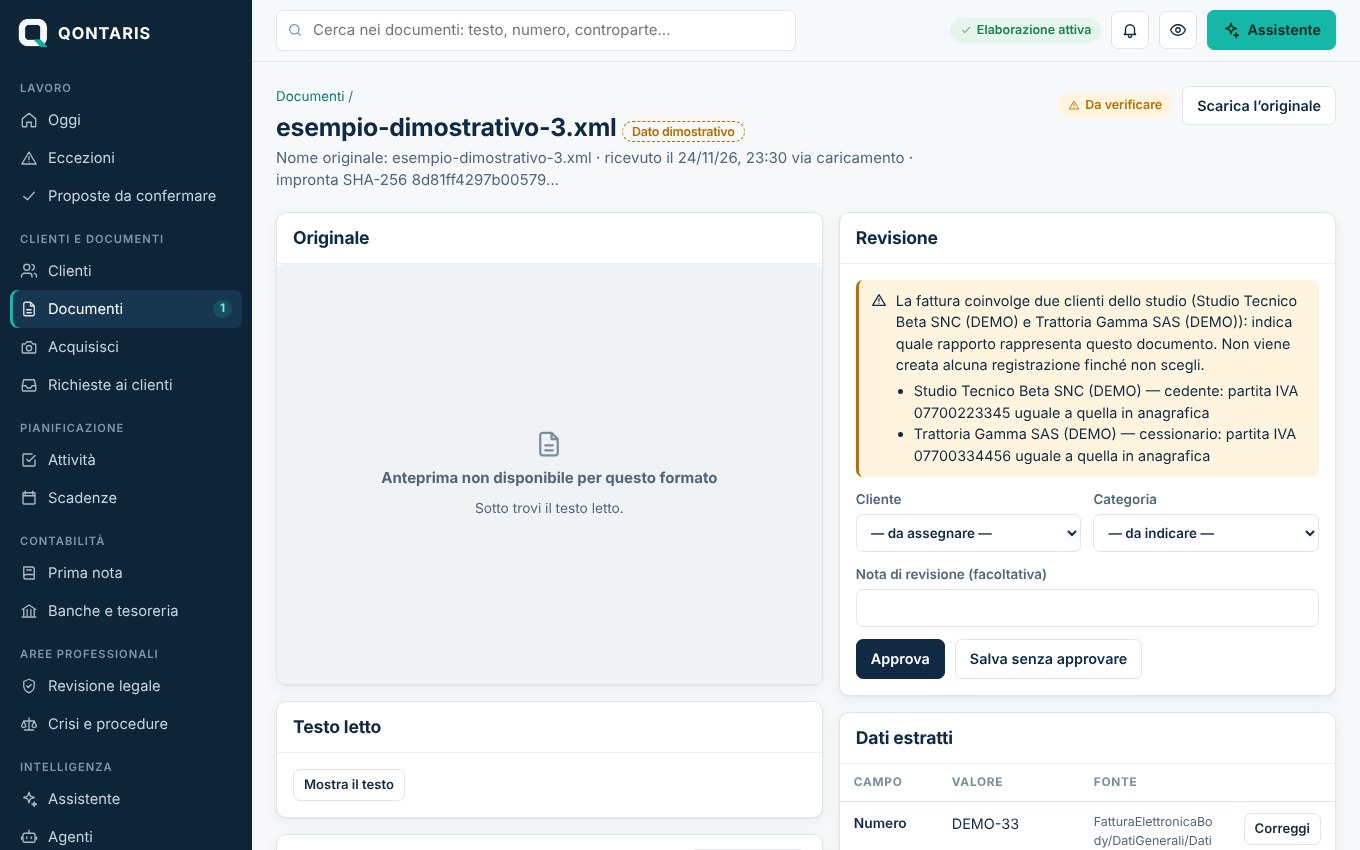 QONTARIS
LAVORO
Oggi
Eccezioni
Proposte da confermare
CLIENTI E DOCUMENTI
Clienti
Documenti 1
Acquisisci
Richieste ai clienti
PIANIFICAZIONE
Attività
Scadenze
CONTABILITÀ
Prima nota
Banche e tesoreria
AREE PROFESSIONALI
Revisione legale
Crisi e procedure
INTELLIGENZA
Assistente
Agenti
Cerca nei documenti: testo, numero, controparte...
Elaborazione attiva
Assistente
Documenti /
esempio-dimostrativo-3.xml Dato dimostrativo
Nome originale: esempio-dimostrativo-3.xml · ricevuto il 24/11/26, 23:30 via caricamento ·
impronta SHA-256 8d81ff4297b00579…
Da verificare
Scarica l’originale
Originale
Anteprima non disponibile per questo formato
Sotto trovi il testo letto.
Testo letto
Mostra il testo
Revisione
La fattura coinvolge due clienti dello studio (Studio Tecnico
Beta SNC (DEMO) e Trattoria Gamma SAS (DEMO)): indica
quale rapporto rappresenta questo documento. Non viene
creata alcuna registrazione finché non scegli.
• Studio Tecnico Beta SNC (DEMO) — cedente: partita IVA
07700223345 uguale a quella in anagrafica
• Trattoria Gamma SAS (DEMO) — cessionario: partita IVA
07700334456 uguale a quella in anagrafica
Cliente Categoria
— da assegnare — — da indicare —
Nota di revisione (facoltativa)
Approva Salva senza approvare
Dati estratti
CAMPO VALORE FONTE
Numero DEMO-33 FatturaElettronicaBo Correggi
dy/DatiGenerali/Dati